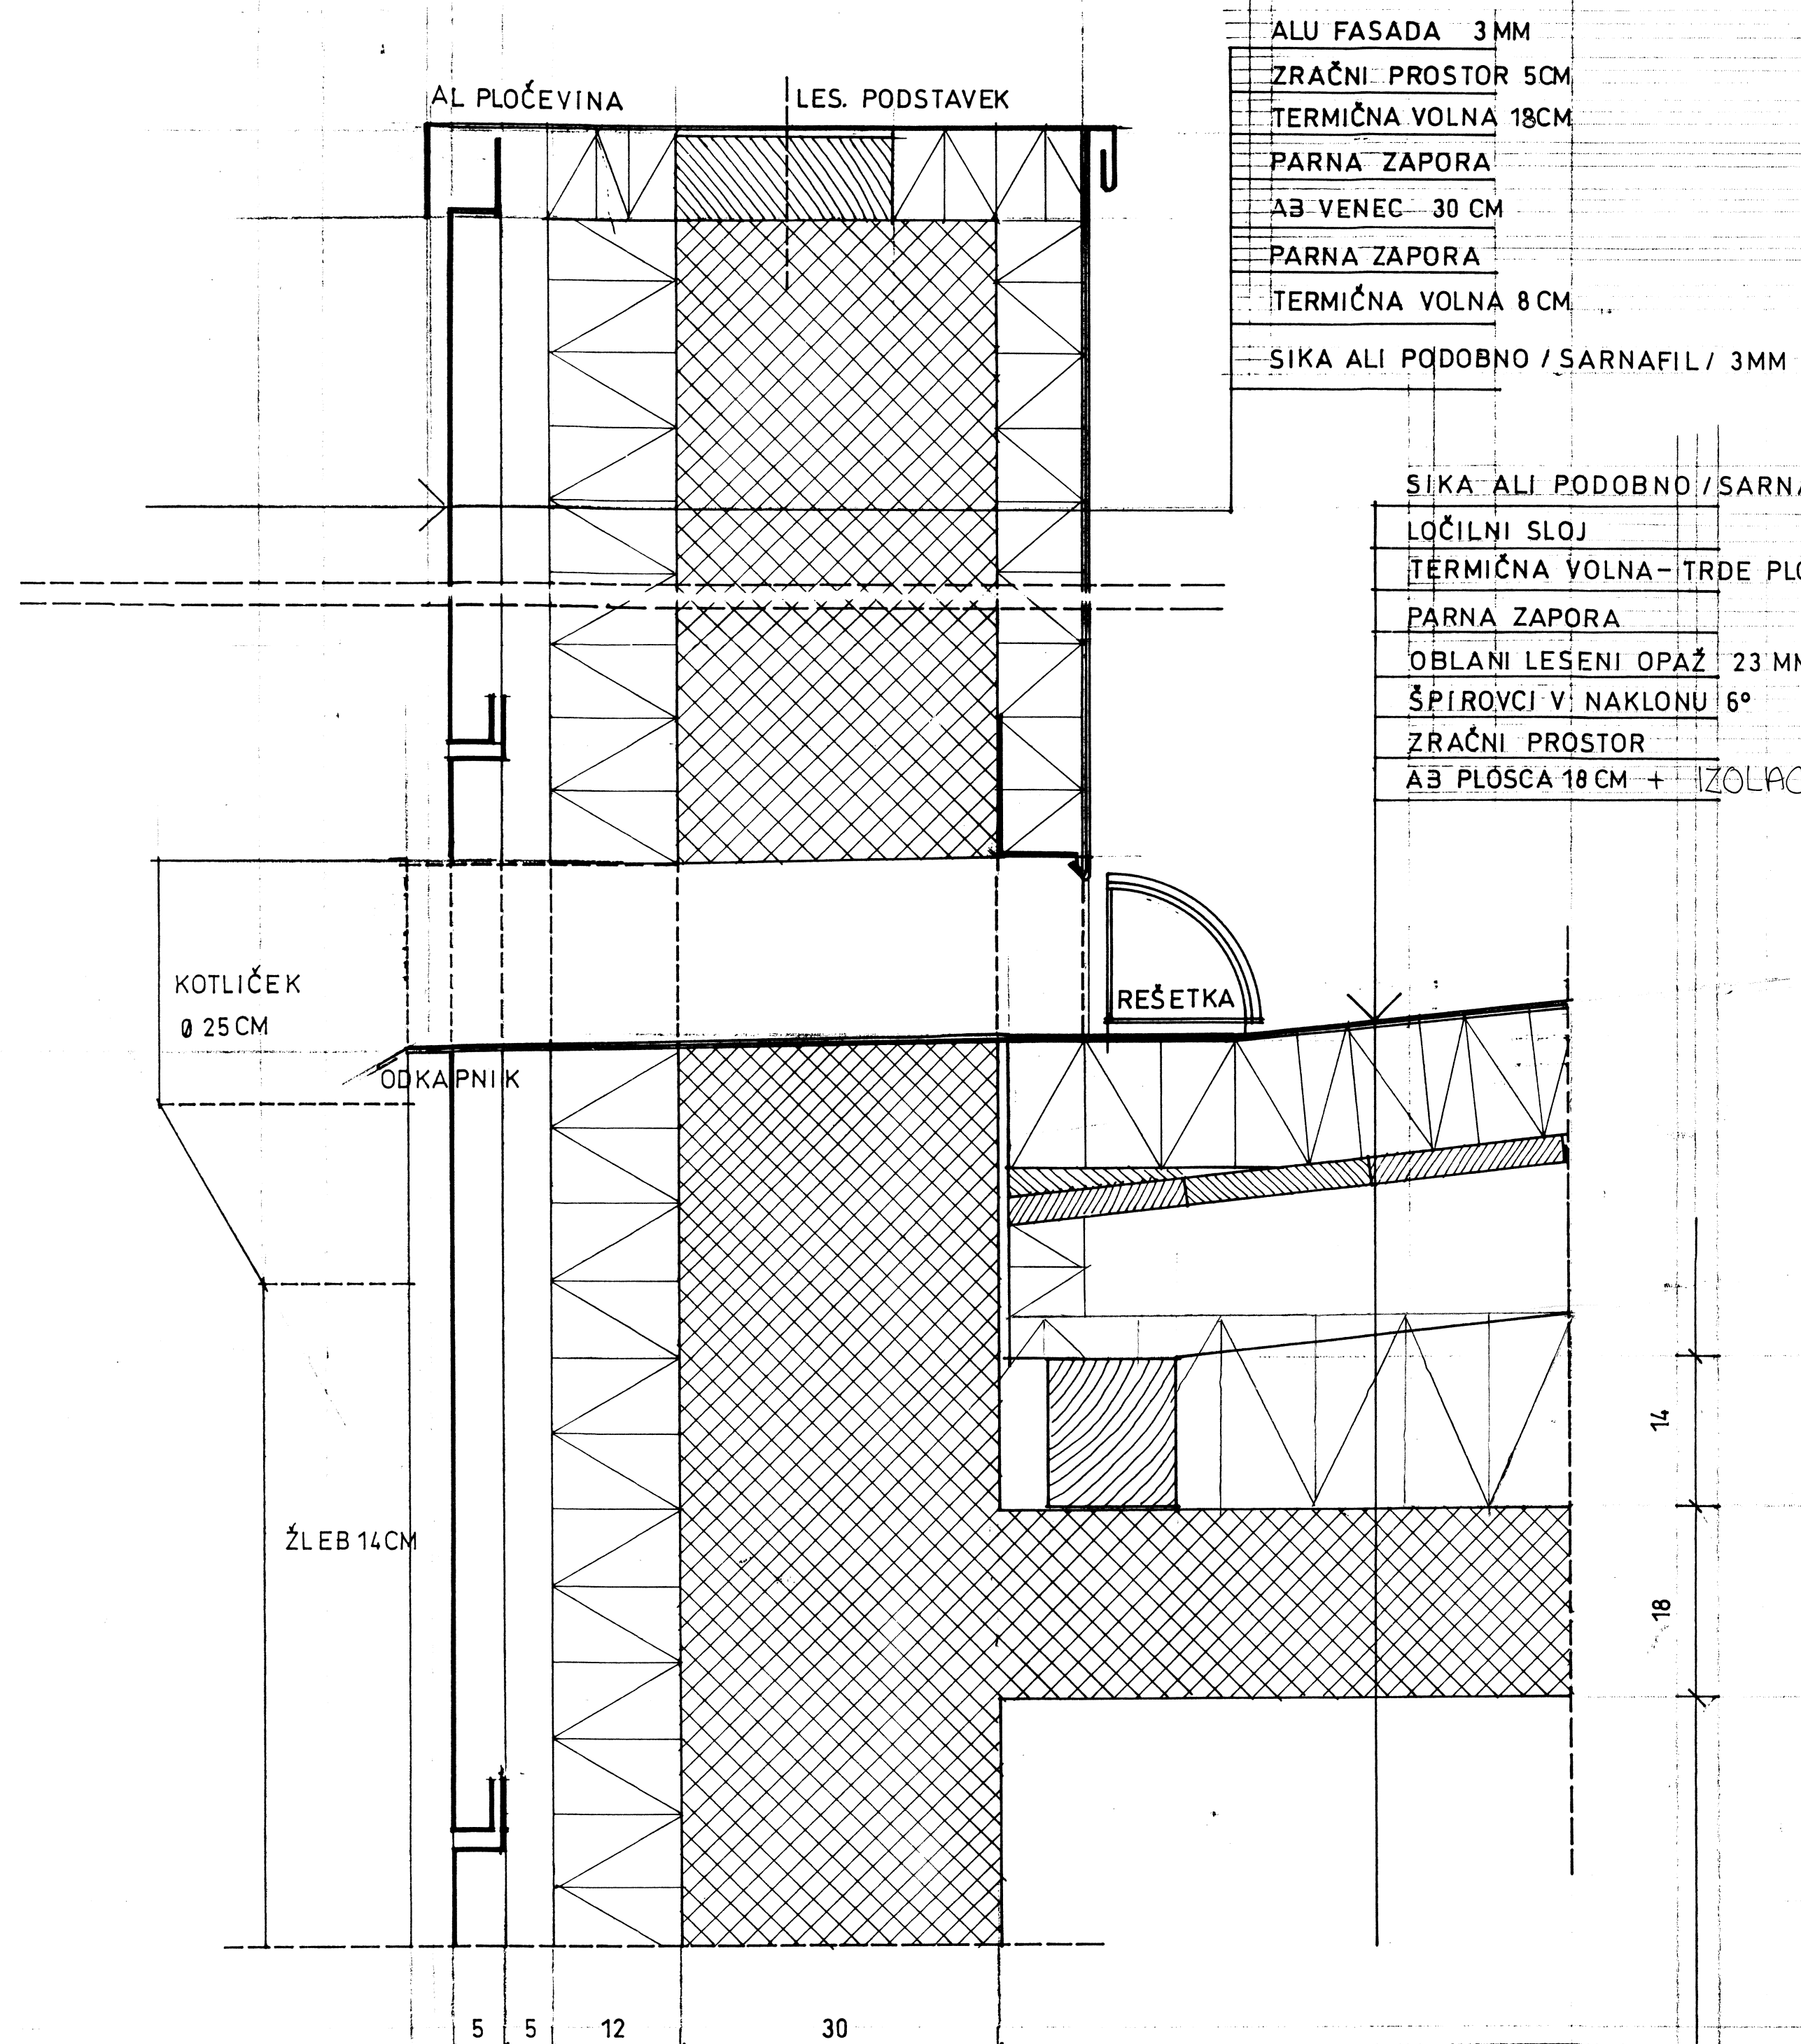 ALU FASADA 3MM
ZRAČNI PROSTOR 5CM
TERMIČNA VOLNA 18CM
PARNA ZAPORA
AB VENEC 30 CM
PARNA ZAPORA
TERMIČNA VOLNA 8 CM
SIKA ALI PODOBNO / SARNAFIL / 3MM
AL PLOČEVINA
LES. PODSTAVEK
SIKA ALI PODOBNO / SARNA
LOČILNI SLOJ
TERMIČNA VOLNA - TRDE PLO
PARNA ZAPORA
OBLANI LESENI OPAŽ 23 MM
ŠPIROVCI V NAKLONU 6°
ZRAČNI PROSTOR
AB PLOSCA 18 CM + IZOLAC
KOTLIČEK
Ø 25 CM
REŠETKA
ODKAPNIK
14
ŽLEB 14CM
18
5 5 12 30